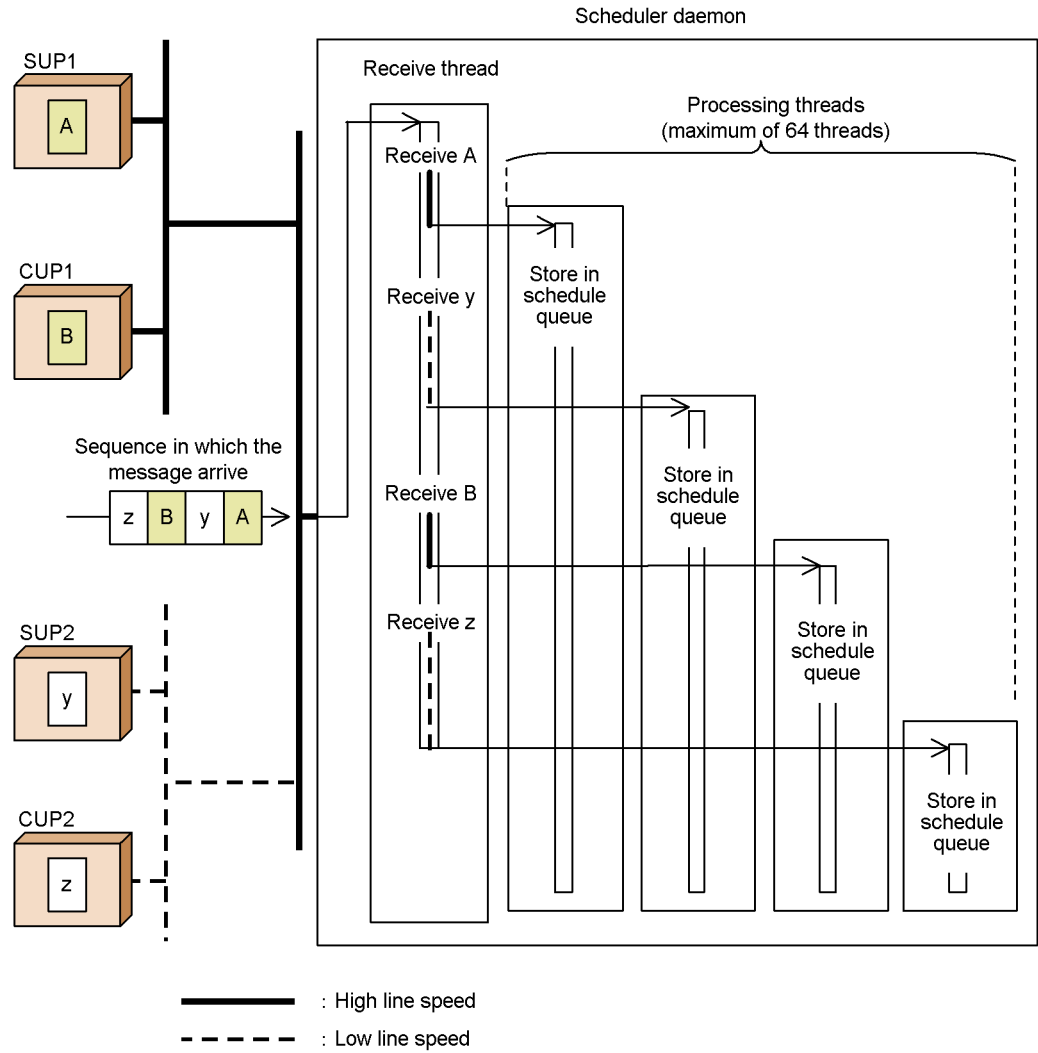 Scheduler daemon
SUP1
A
CUP1
B
Sequence in which the
message arrive
z B y A
SUP2
y
CUP2
z
Receive thread
Receive A
Receive y
Receive B
Receive z
Processing threads
(maximum of 64 threads)
Store in
schedule
queue
Store in
schedule
queue
Store in
schedule
queue
Store in
schedule
queue
: High line speed
: Low line speed